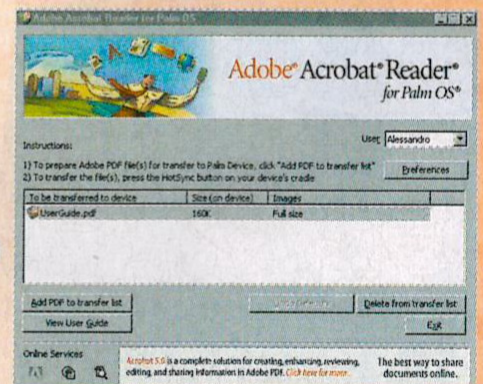 Adobe Acrobat Reader for Palm OS
Adobe® Acrobat® Reader®
for Palm OS®
Instructions:
User: Alessandro
1) To prepare Adobe PDF file(s) for transfer to Palm Device, click "Add PDF to transfer list"
2) To transfer the file(s), press the HotSync button on your device's cradle
Preferences
To be transferred to device Size (on device) Images
UserGuide.pdf 160K Full size
Add PDF to transfer list
Delete from transfer list
View User Guide
Exit
Online Services
Acrobat 5.0 is a complete solution for creating, enhancing, reviewing,
editing, and sharing information in Adobe PDF. Click here for more.
The best way to share
documents online.